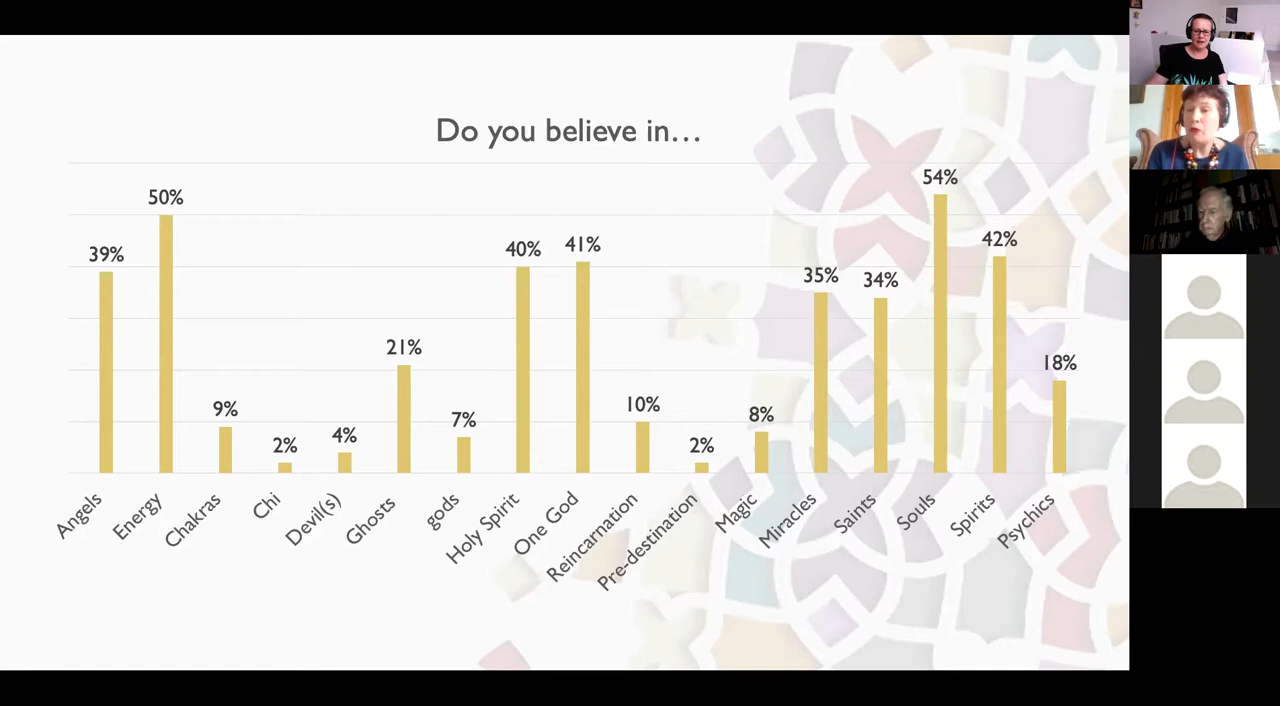 Do you believe in...
39%
50%
9%
2%
4%
21%
7%
40%
41%
10%
2%
8%
35%
34%
54%
42%
18%
Angels
Energy
Chakras
Chi
Devil(s)
Ghosts
gods
Holy Spirit
One God
Reincarnation
Pre-destination
Magic
Miracles
Saints
Souls
Spirits
Psychics